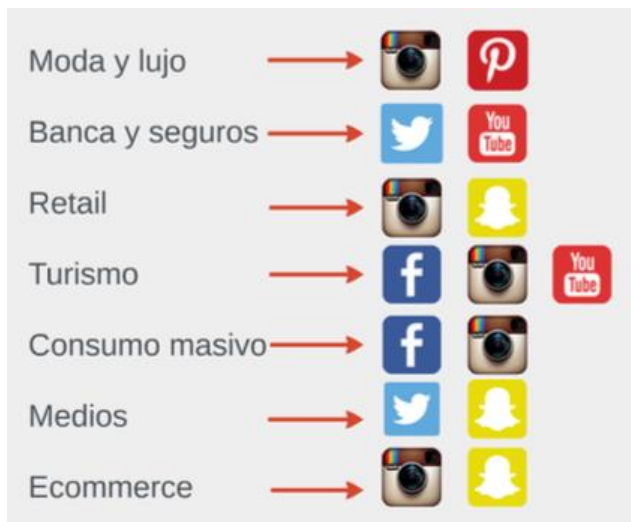 Moda y lujo
Banca y seguros You Tube
Retail
Turismo You Tube
Consumo masivo
Medios
Ecommerce